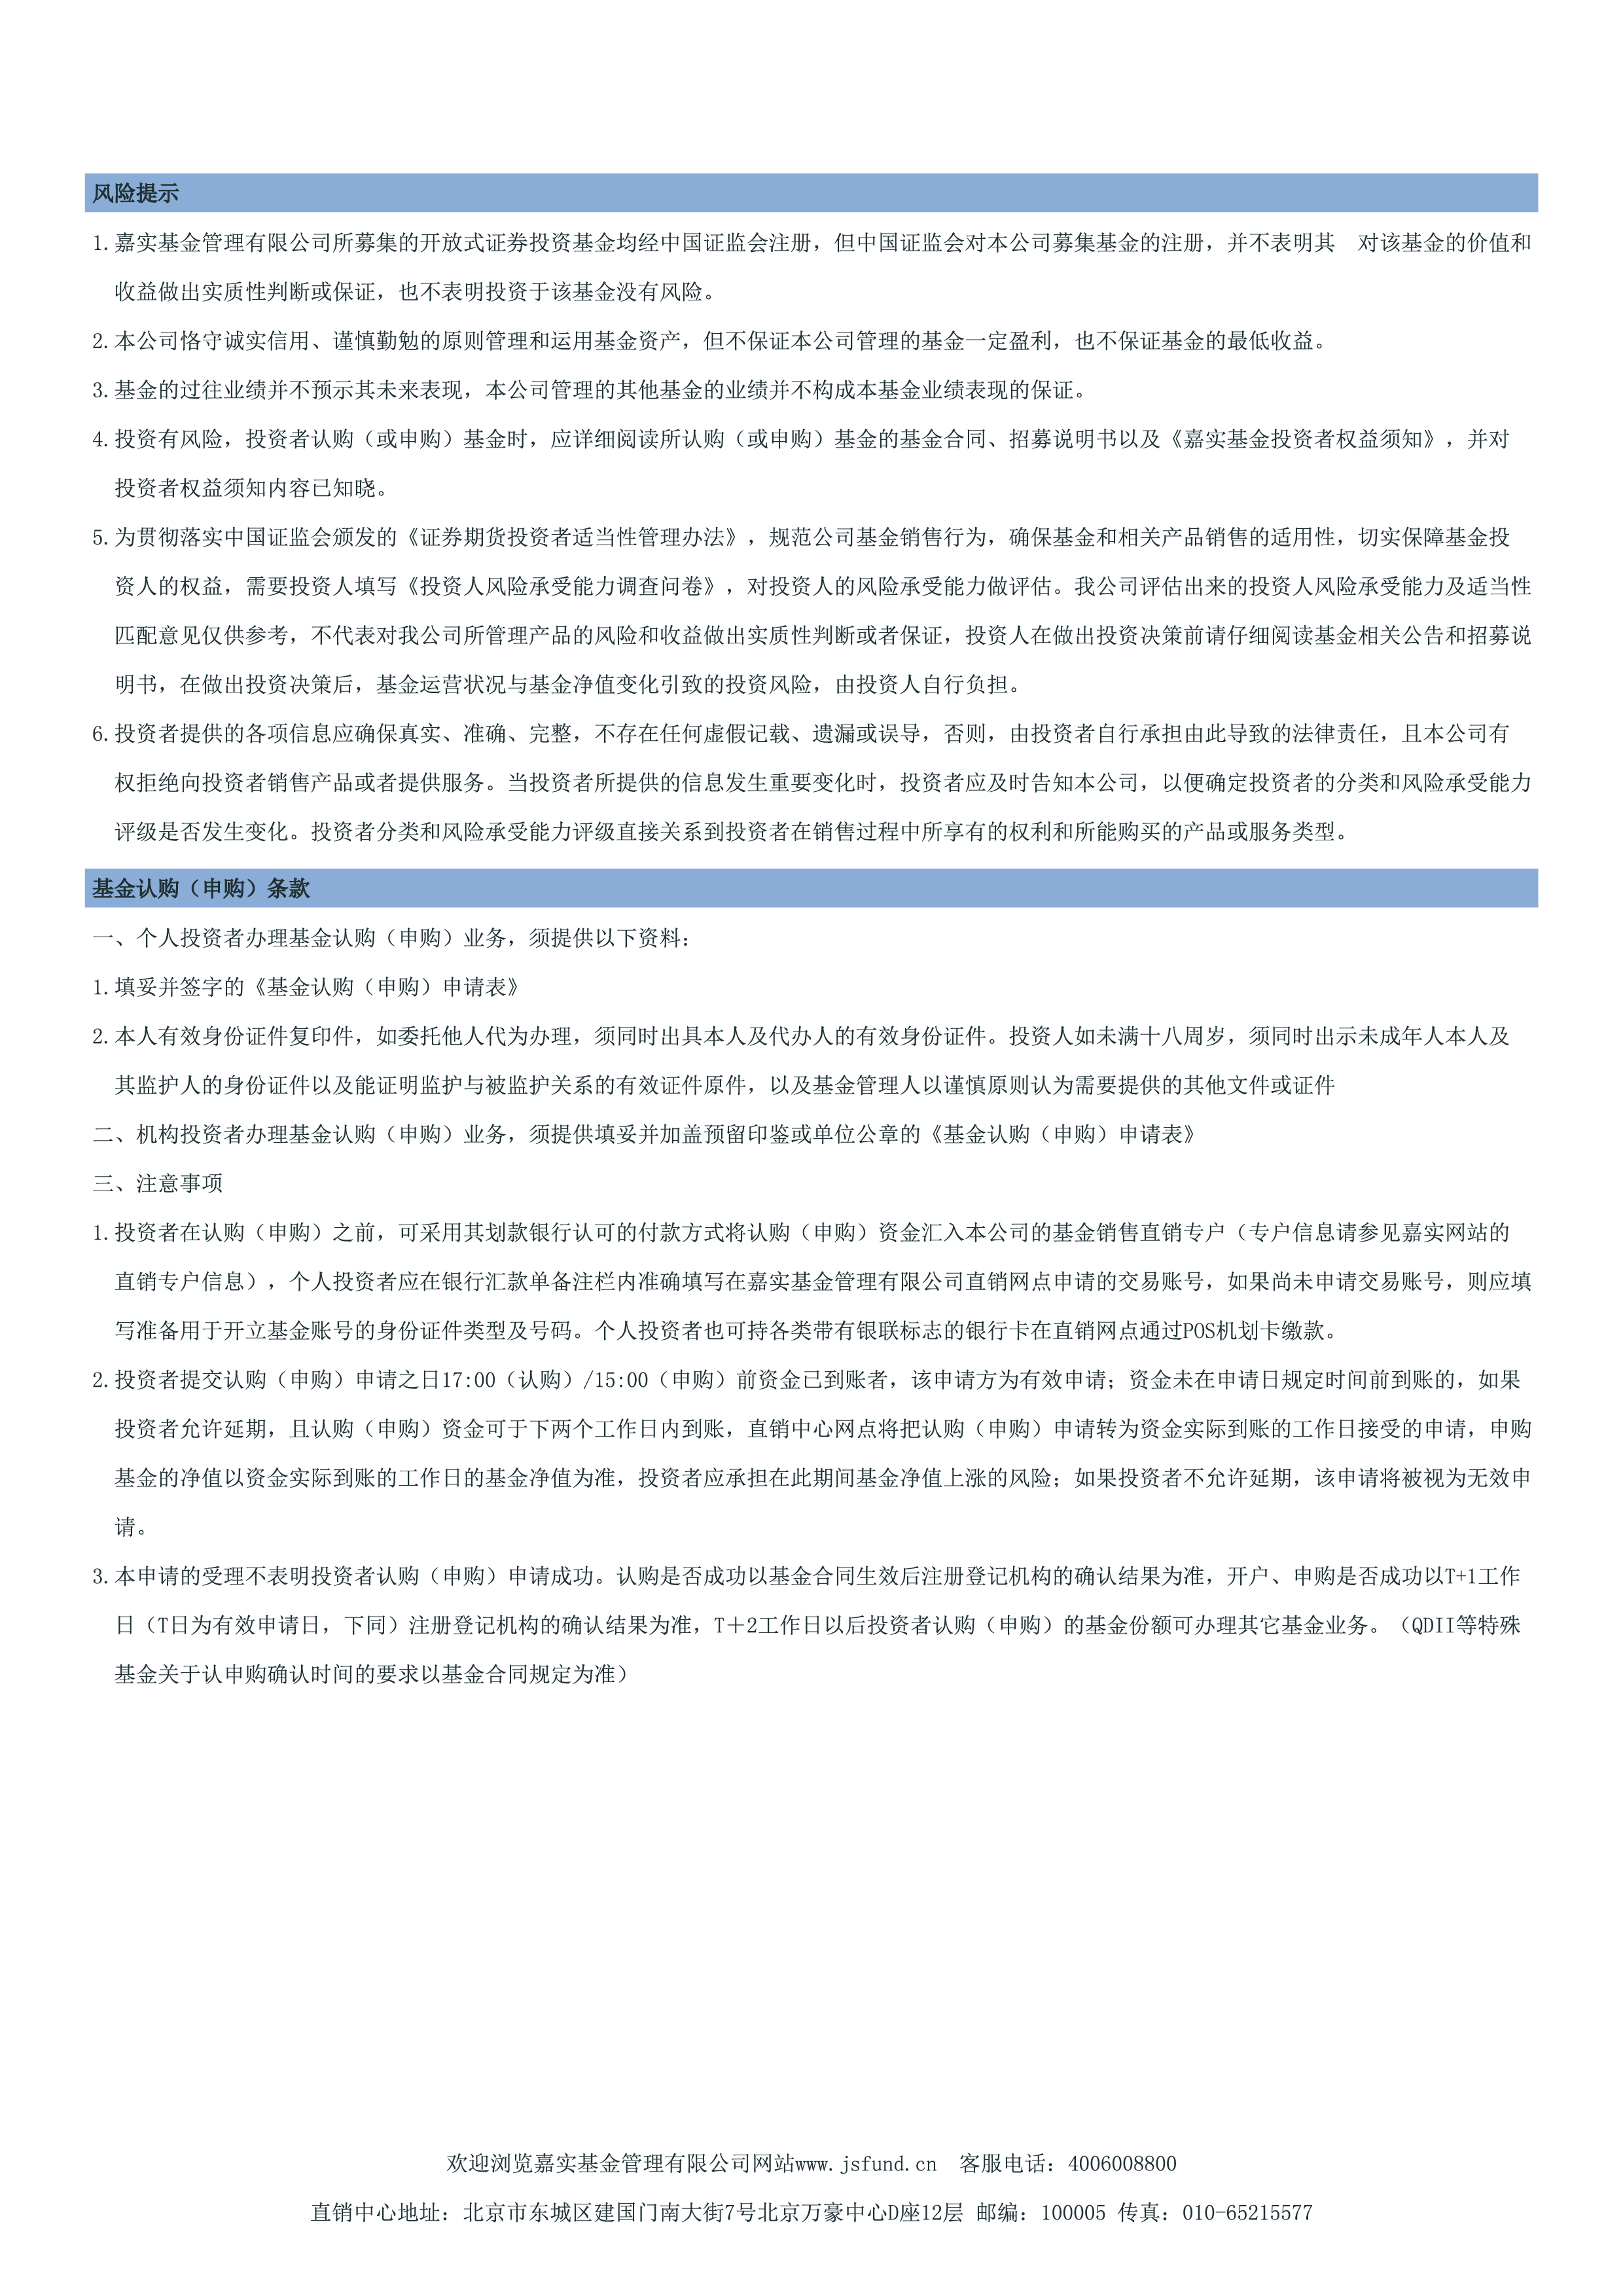 风险提示
1. 嘉实基金管理有限公司所募集的开放式证券投资基金均经中国证监会注册，但中国证监会对本公司募集基金的注册，并不表明其　对该基金的价值和
收益做出实质性判断或保证，也不表明投资于该基金没有风险。
2. 本公司恪守诚实信用、谨慎勤勉的原则管理和运用基金资产，但不保证本公司管理的基金一定盈利，也不保证基金的最低收益。
3. 基金的过往业绩并不预示其未来表现，本公司管理的其他基金的业绩并不构成本基金业绩表现的保证。
4. 投资有风险，投资者认购（或申购）基金时，应详细阅读所认购（或申购）基金的基金合同、招募说明书以及《嘉实基金投资者权益须知》，并对
投资者权益须知内容已知晓。
5. 为贯彻落实中国证监会颁发的《证券期货投资者适当性管理办法》，规范公司基金销售行为，确保基金和相关产品销售的适用性，切实保障基金投
资人的权益，需要投资人填写《投资人风险承受能力调查问卷》，对投资人的风险承受能力做评估。我公司评估出来的投资人风险承受能力及适当性
匹配意见仅供参考，不代表对我公司所管理产品的风险和收益做出实质性判断或者保证，投资人在做出投资决策前请仔细阅读基金相关公告和招募说
明书，在做出投资决策后，基金运营状况与基金净值变化引致的投资风险，由投资人自行负担。
6. 投资者提供的各项信息应确保真实、准确、完整，不存在任何虚假记载、遗漏或误导，否则，由投资者自行承担由此导致的法律责任，且本公司有
权拒绝向投资者销售产品或者提供服务。当投资者所提供的信息发生重要变化时，投资者应及时告知本公司，以便确定投资者的分类和风险承受能力
评级是否发生变化。投资者分类和风险承受能力评级直接关系到投资者在销售过程中所享有的权利和所能购买的产品或服务类型。
基金认购（申购）条款
一、个人投资者办理基金认购（申购）业务，须提供以下资料：
1. 填妥并签字的《基金认购（申购）申请表》
2. 本人有效身份证件复印件，如委托他人代为办理，须同时出具本人及代办人的有效身份证件。投资人如未满十八周岁，须同时出示未成年人本人及
其监护人的身份证件以及能证明监护与被监护关系的有效证件原件，以及基金管理人以谨慎原则认为需要提供的其他文件或证件
二、机构投资者办理基金认购（申购）业务，须提供填妥并加盖预留印鉴或单位公章的《基金认购（申购）申请表》
三、注意事项
1. 投资者在认购（申购）之前，可采用其划款银行认可的付款方式将认购（申购）资金汇入本公司的基金销售直销专户（专户信息请参见嘉实网站的
直销专户信息），个人投资者应在银行汇款单备注栏内准确填写在嘉实基金管理有限公司直销网点申请的交易账号，如果尚未申请交易账号，则应填
写准备用于开立基金账号的身份证件类型及号码。个人投资者也可持各类带有银联标志的银行卡在直销网点通过POS机划卡缴款。
2. 投资者提交认购（申购）申请之日17:00（认购）/15:00（申购）前资金已到账者，该申请方为有效申请；资金未在申请日规定时间前到账的，如果
投资者允许延期，且认购（申购）资金可于下两个工作日内到账，直销中心网点将把认购（申购）申请转为资金实际到账的工作日接受的申请，申购
基金的净值以资金实际到账的工作日的基金净值为准，投资者应承担在此期间基金净值上涨的风险；如果投资者不允许延期，该申请将被视为无效申
请。
3. 本申请的受理不表明投资者认购（申购）申请成功。认购是否成功以基金合同生效后注册登记机构的确认结果为准，开户、申购是否成功以T+1工作
日（T日为有效申请日，下同）注册登记机构的确认结果为准，T＋2工作日以后投资者认购（申购）的基金份额可办理其它基金业务。（QDII等特殊
基金关于认申购确认时间的要求以基金合同规定为准）
欢迎浏览嘉实基金管理有限公司网站www.jsfund.cn　客服电话：4006008800
直销中心地址：北京市东城区建国门南大街7号北京万豪中心D座12层 邮编：100005 传真：010-65215577